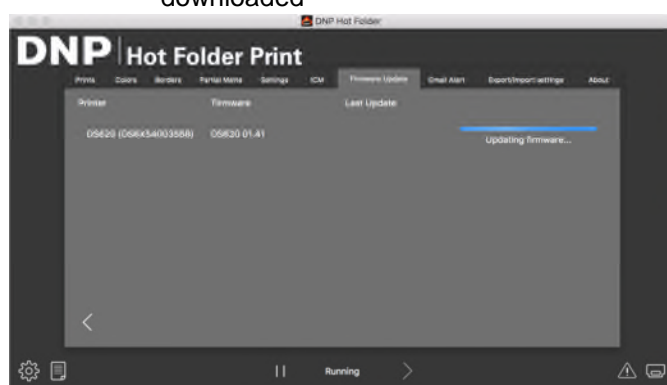 downloaded
DNP Hot Folder
DNP Hot Folder Print
Prints Colors Borders Partial Matte Settings ICM Firmware Update Email Alert Export/Import settings About
Printer Firmware Last Update
DS620 DS620 01.41
Updating firmware...
Running